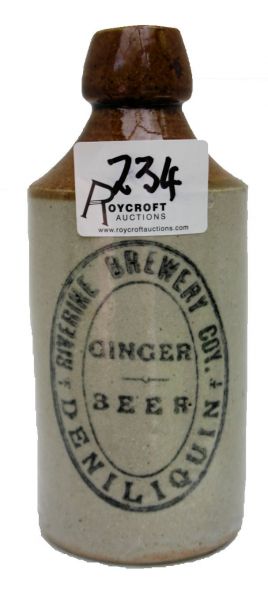 234
ROYCROFT
AUCTIONS
www.roycroftauctions.com
RIVERINE BREWERY COY.
GINGER
BEER
DENILIQUIN